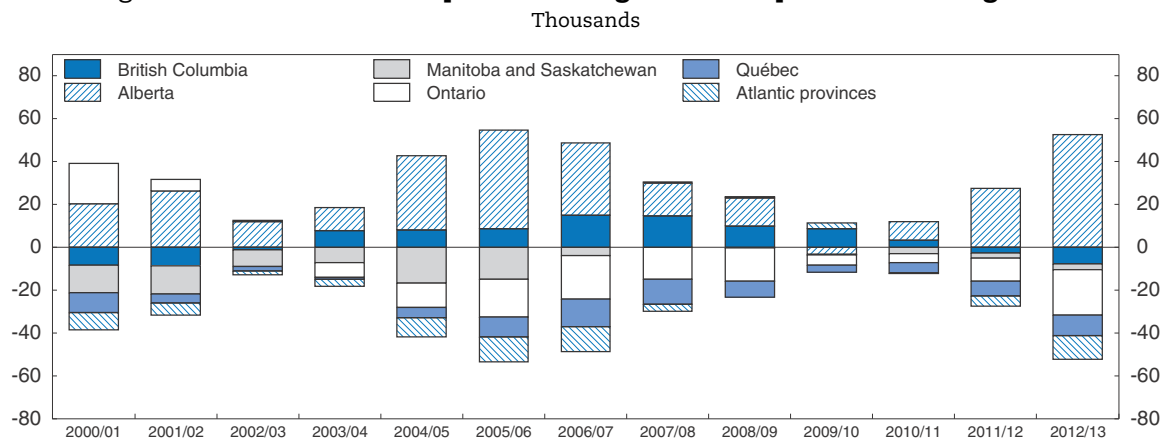 Thousands
80 80
British Columbia Manitoba and Saskatchewan Québec
Alberta Ontario Atlantic provinces
60 60
40 40
20 20
0 0
-20 -20
-40 -40
-60 -60
-80 -80
2000/01 2001/02 2002/03 2003/04 2004/05 2005/06 2006/07 2007/08 2008/09 2009/10 2010/11 2011/12 2012/13